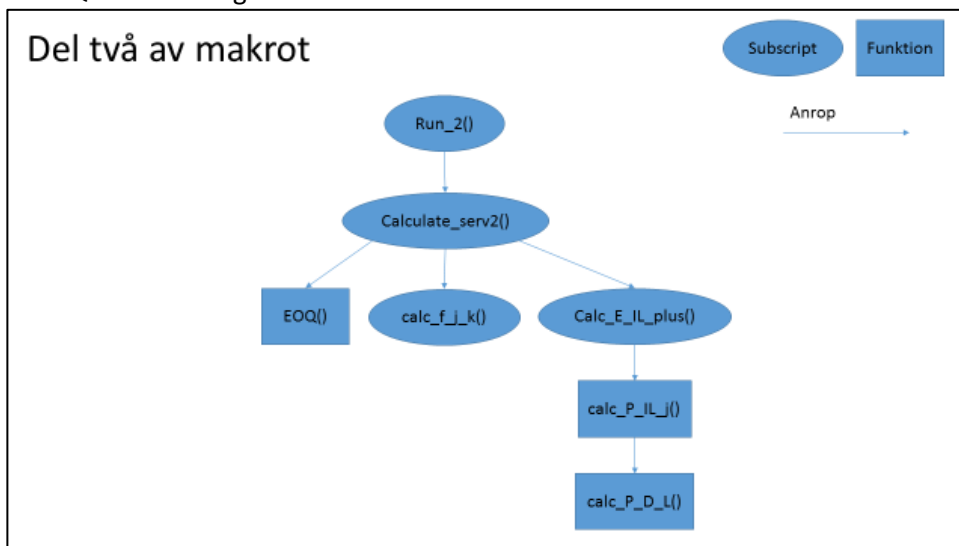 Del två av makrot
Subscript
Funktion
Anrop
Run_2()
Calculate_serv2()
EOQ()
calc_f_j_k()
Calc_E_IL_plus()
calc_P_IL_j()
calc_P_D_L()